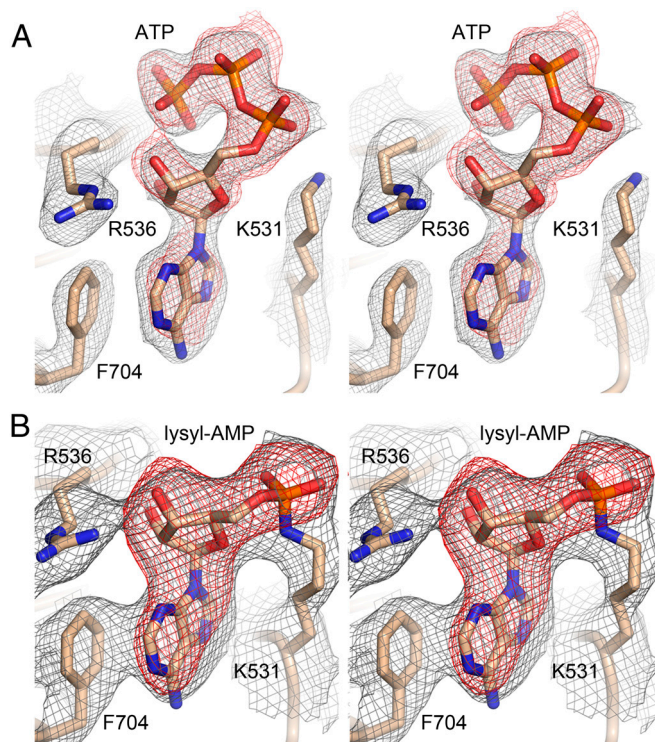 A
ATP ATP
R536 K531 R536 K531
F704 F704
B
lysyl-AMP lysyl-AMP
R536 R536
K531 K531
F704 F704